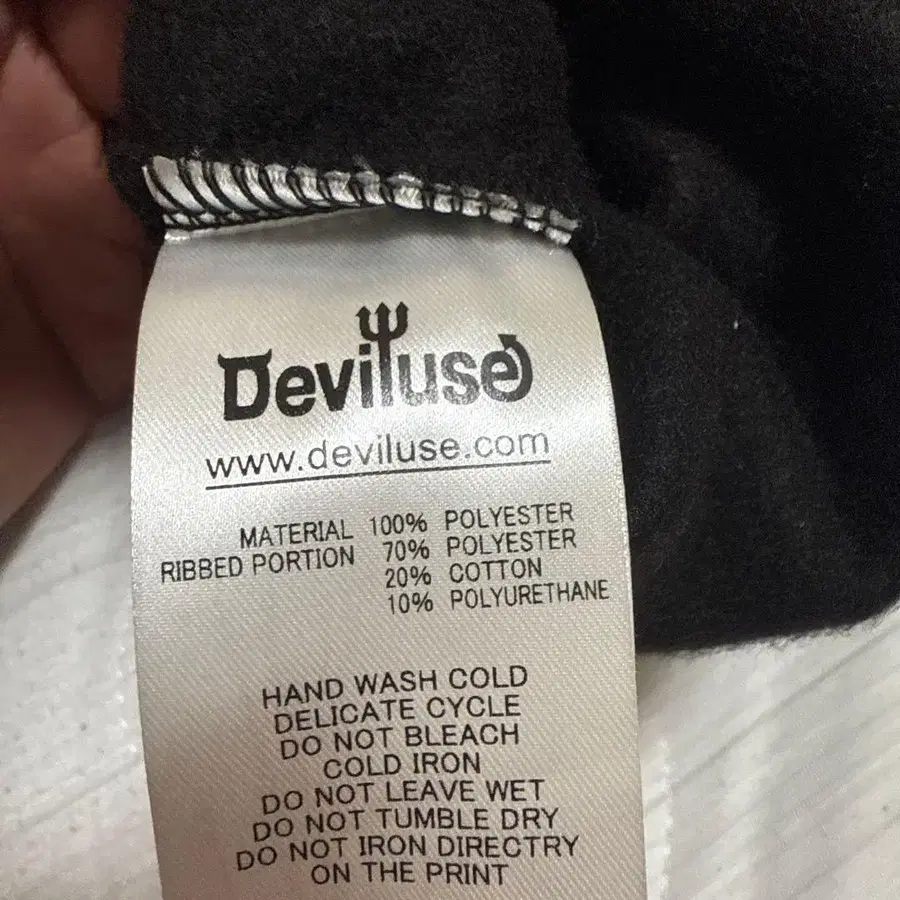 Deviluse
www.deviluse.com
MATERIAL 100% POLYESTER
RIBBED PORTION 70% POLYESTER
20% COTTON
10% POLYURETHANE
HAND WASH COLD
DELICATE CYCLE
DO NOT BLEACH
COLD IRON
DO NOT LEAVE WET
DO NOT TUMBLE DRY
DO NOT IRON DIRECTRY
ON THE PRINT